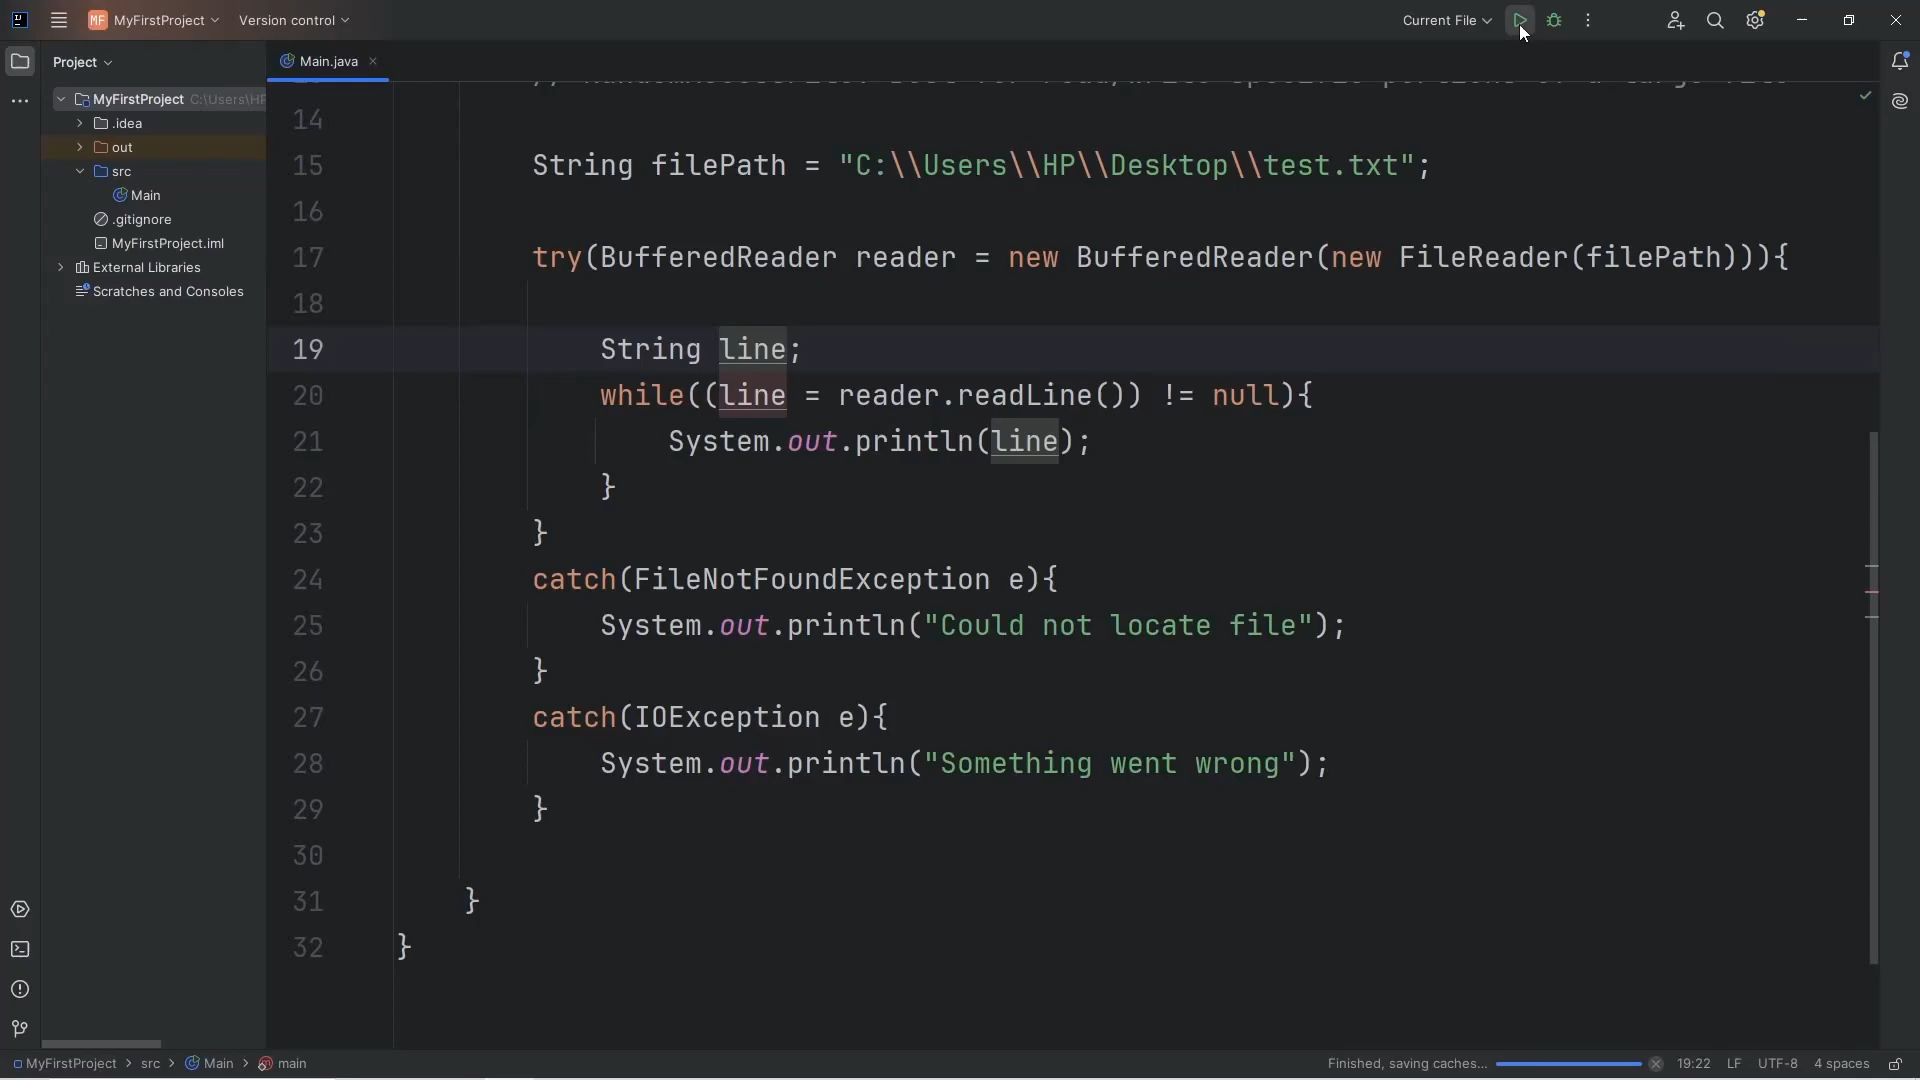 MF MyFirstProject Version control Current File
Project
Main.java
MyFirstProject C:\Users\HP
.idea
out
src
Main
.gitignore
MyFirstProject.iml
External Libraries
Scratches and Consoles
14
15 String filePath = "C:\\Users\\HP\\Desktop\\test.txt";
16
17 try(BufferedReader reader = new BufferedReader(new FileReader(filePath))){
18
19 String line;
20 while((line = reader.readLine()) != null){
21 System.out.println(line);
22 }
23 }
24 catch(FileNotFoundException e){
25 System.out.println("Could not locate file");
26 }
27 catch(IOException e){
28 System.out.println("Something went wrong");
29 }
30
31 }
32 }
MyFirstProject > src > Main > main Finished, saving caches... 19:22 LF UTF-8 4 spaces